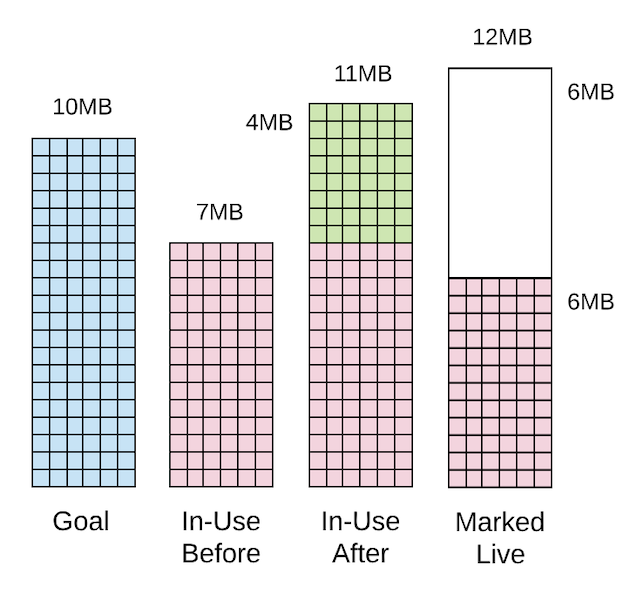 12MB
11MB
6MB
10MB
4MB
7MB
6MB
Goal
In-Use
Before
In-Use
After
Marked
Live